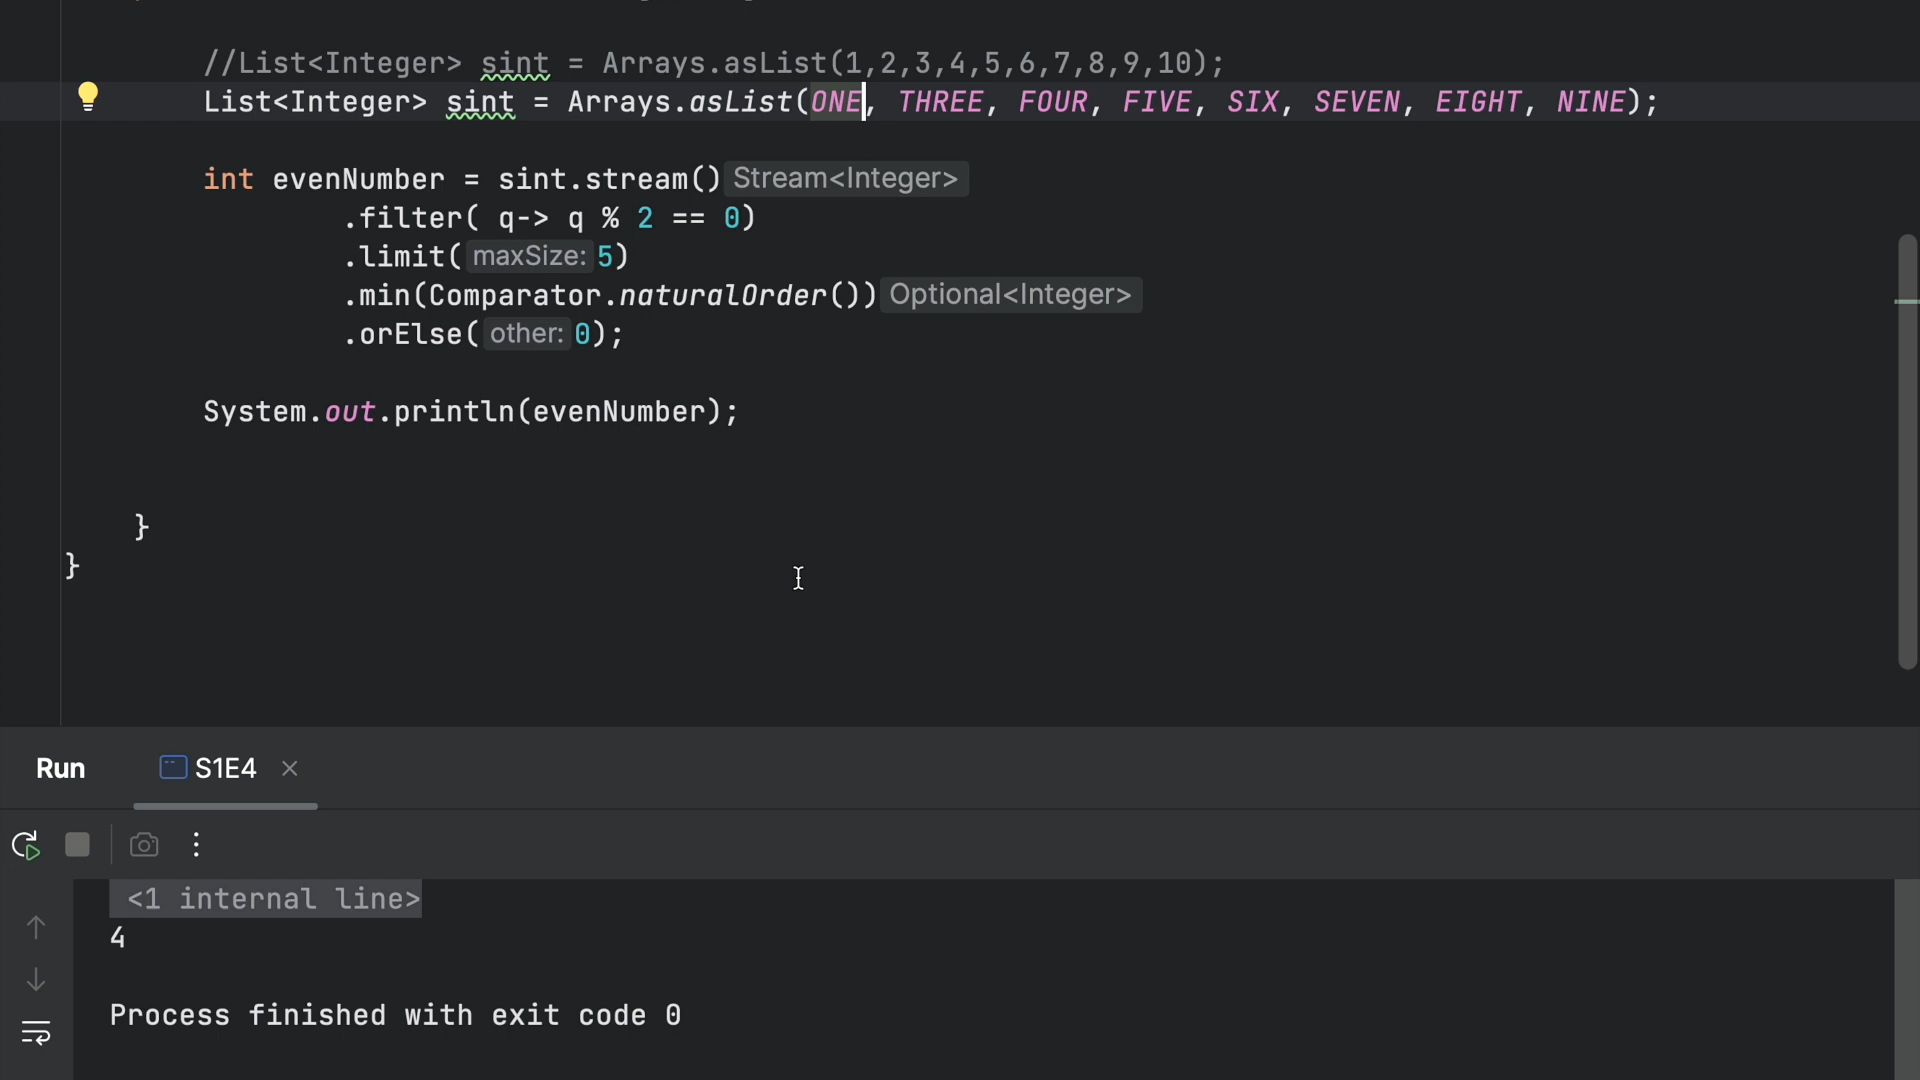 //List<Integer> sint = Arrays.asList(1,2,3,4,5,6,7,8,9,10);
List<Integer> sint = Arrays.asList(ONE, THREE, FOUR, FIVE, SIX, SEVEN, EIGHT, NINE);
int evenNumber = sint.stream() Stream<Integer>
.filter( q-> q % 2 == 0)
.limit( maxSize: 5)
.min(Comparator.naturalOrder()) Optional<Integer>
.orElse( other: 0);
System.out.println(evenNumber);
}
}
Run S1E4
<1 internal line>
4
Process finished with exit code 0